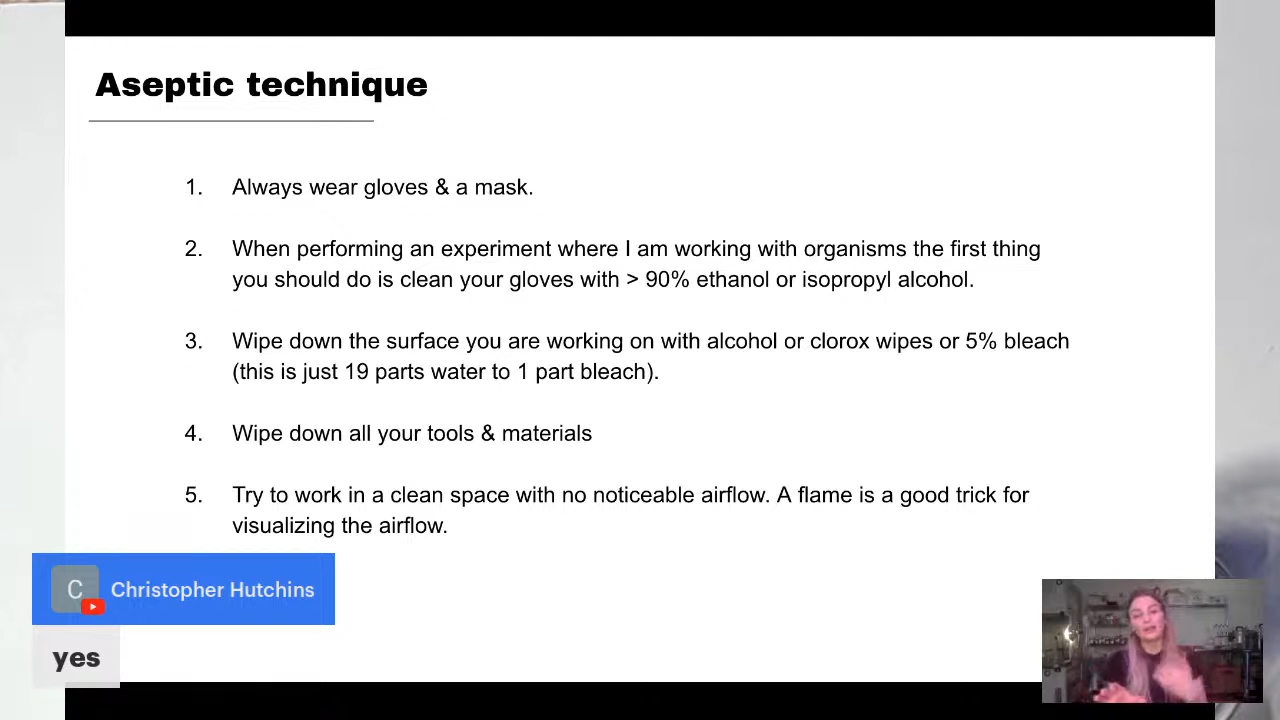 Aseptic technique
1. Always wear gloves & a mask.
2. When performing an experiment where I am working with organisms the first thing
you should do is clean your gloves with > 90% ethanol or isopropyl alcohol.
3. Wipe down the surface you are working on with alcohol or clorox wipes or 5% bleach
(this is just 19 parts water to 1 part bleach).
4. Wipe down all your tools & materials
5. Try to work in a clean space with no noticeable airflow. A flame is a good trick for
visualizing the airflow.
C Christopher Hutchins
yes